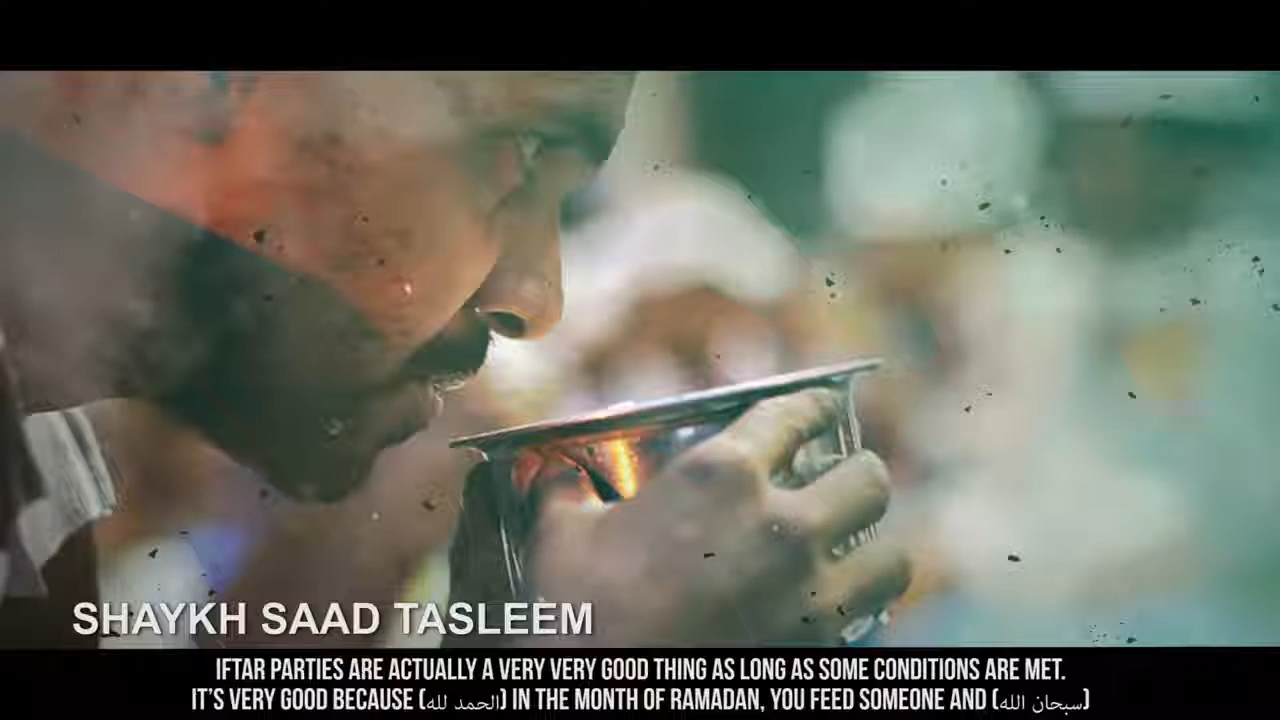 SHAYKH SAAD TASLEEM
IFTAR PARTIES ARE ACTUALLY A VERY VERY GOOD THING AS LONG AS SOME CONDITIONS ARE MET.
IT'S VERY GOOD BECAUSE (الحمد لله) IN THE MONTH OF RAMADAN, YOU FEED SOMEONE AND (سبحان الله)